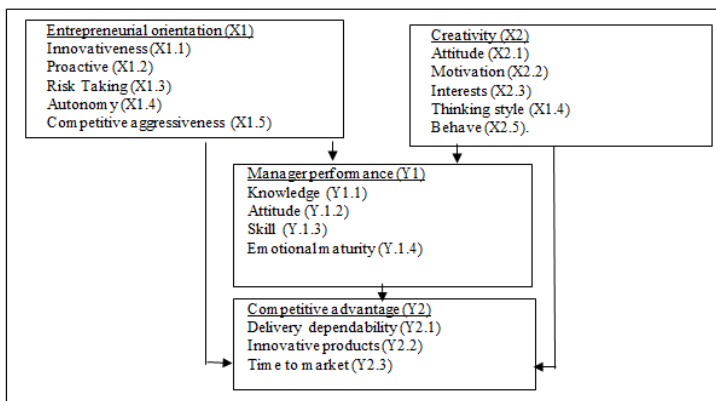 Entrepreneurial orientation (X1)
Innovativeness (X1.1)
Proactive (X1.2)
Risk Taking (X1.3)
Autonomy (X1.4)
Competitive aggressiveness (X1.5)
Creativity (X2)
Attitude (X2.1)
Motivation (X2.2)
Interests (X2.3)
Thinking style (X1.4)
Behave (X2.5).
Manager performance (Y1)
Knowledge (Y1.1)
Attitude (Y.1.2)
Skill (Y.1.3)
Emotional maturity (Y.1.4)
Competitive advantage (Y2)
Delivery dependability (Y2.1)
Innovative products (Y2.2)
Time to market (Y2.3)